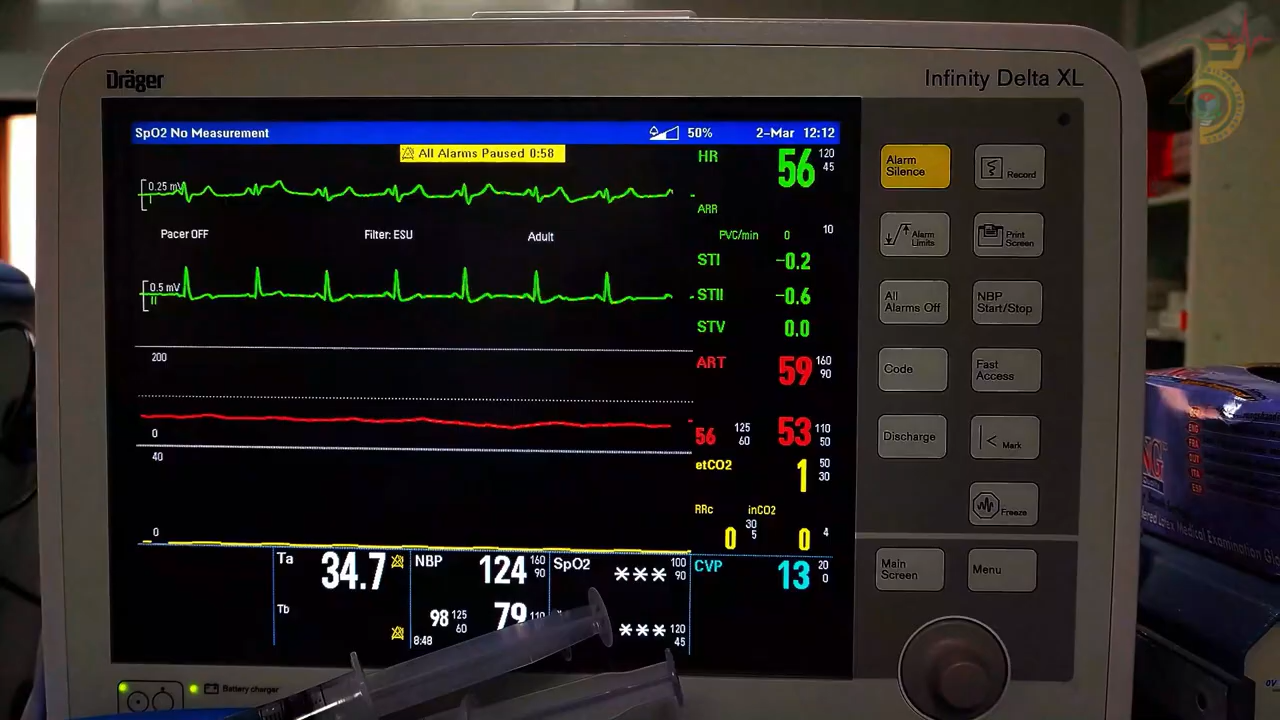 Dräger
Infinity Delta XL
SpO2 No Measurement
50%
2-Mar 12:12
All Alarms Paused 0:58
0.25 mV
I
Pacer OFF
Filter: ESU
Adult
0.5 mV
II
200
0
40
0
HR
56
120
45
ARR
PVC/min
0
10
STI
-0.2
STII
-0.6
STV
0.0
ART
59
160
90
56
125
60
53
110
50
etCO2
1
50
30
RRc
0
30
5
inCO2
0
4
Ta
34.7
Tb
NBP
124
160
90
98
125
60
79
110
8:48
SpO2
***
100
90
***
120
45
CVP
13
20
0
Alarm
Silence
Record
Alarm
Limits
Print
Screen
All
Alarms Off
NBP
Start/Stop
Code
Fast
Access
Discharge
Mark
Freeze
Main
Screen
Menu
Battery charger
ENG
FRA
ITA
ESP